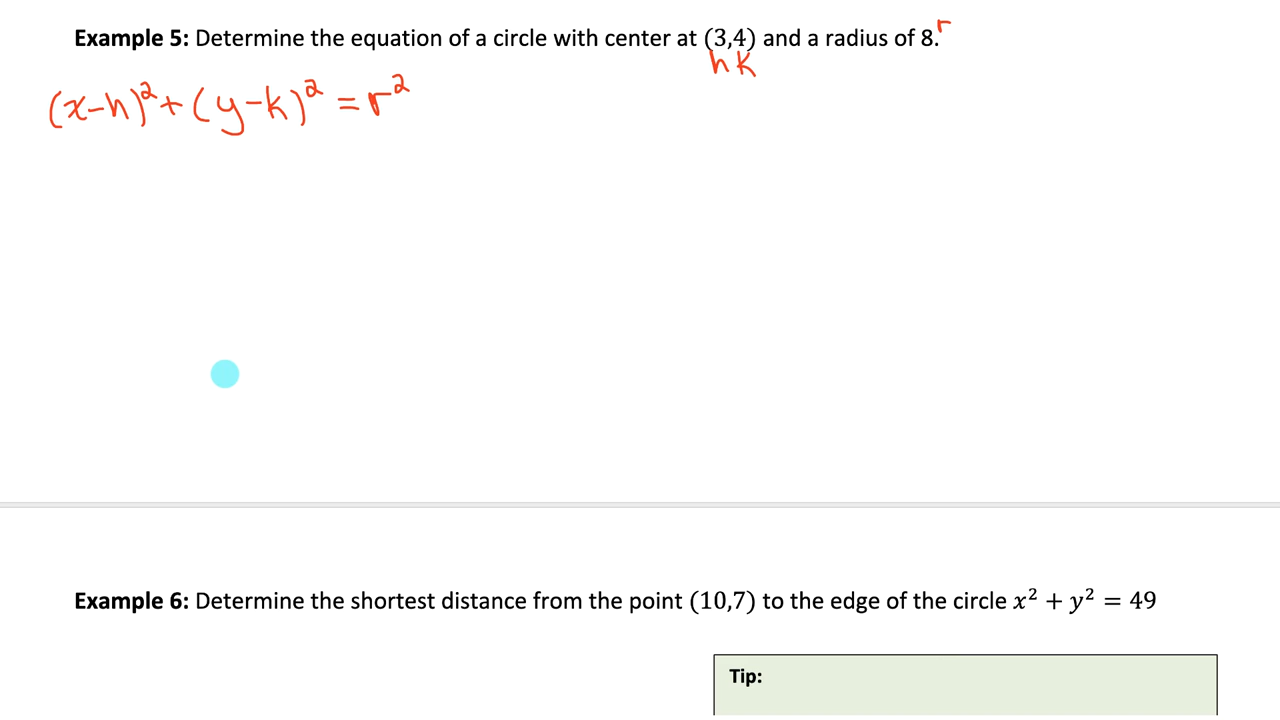 Example 5: Determine the equation of a circle with center at (3,4) and a radius of 8. r
h k
(x-h)² + (y-k)² = r²
Example 6: Determine the shortest distance from the point (10,7) to the edge of the circle x² + y² = 49
Tip: